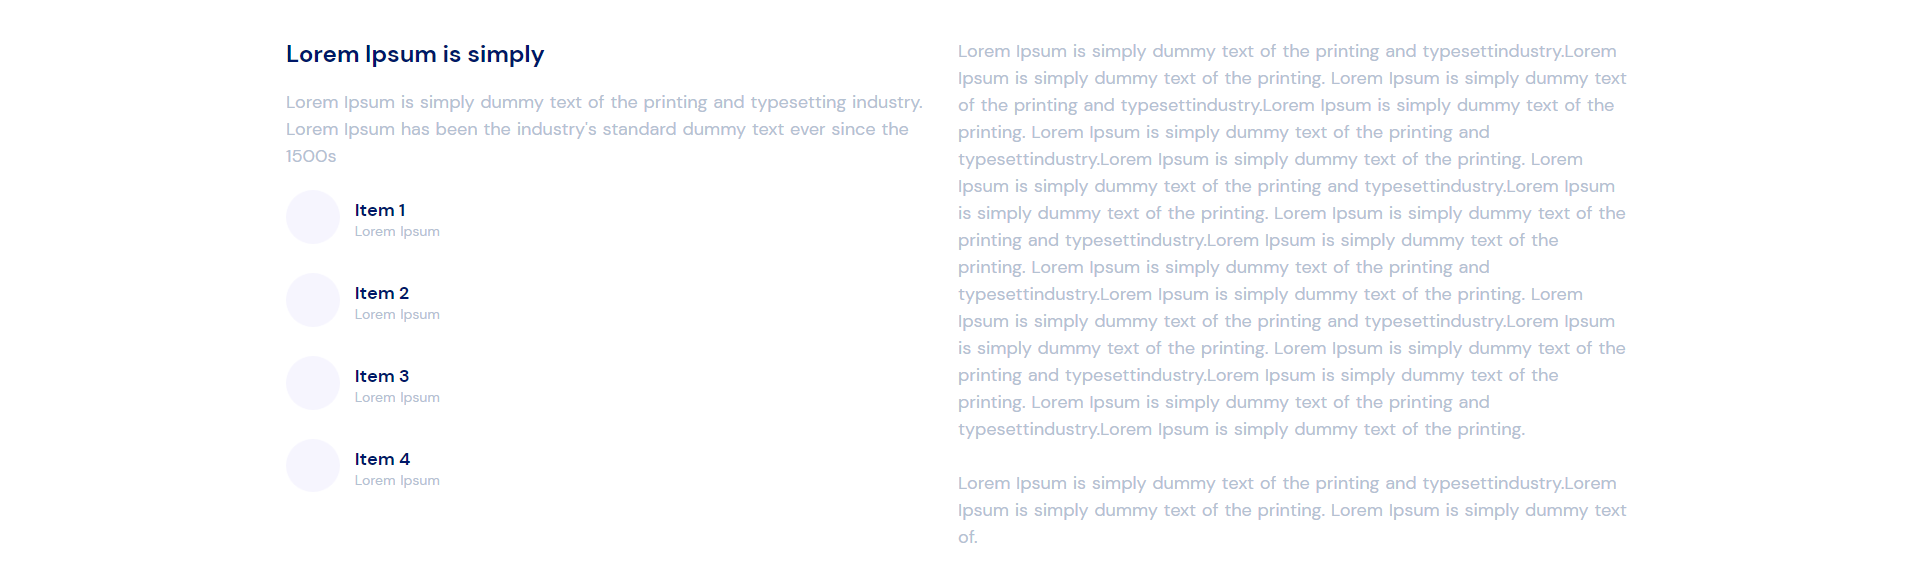 Lorem Ipsum is simply
Lorem Ipsum is simply dummy text of the printing and typesetting industry.
Lorem Ipsum has been the industry's standard dummy text ever since the
1500s
Item 1
Lorem Ipsum
Item 2
Lorem Ipsum
Item 3
Lorem Ipsum
Item 4
Lorem Ipsum
Lorem Ipsum is simply dummy text of the printing and typesettindustry.Lorem
Ipsum is simply dummy text of the printing. Lorem Ipsum is simply dummy text
of the printing and typesettindustry.Lorem Ipsum is simply dummy text of the
printing. Lorem Ipsum is simply dummy text of the printing and
typesettindustry.Lorem Ipsum is simply dummy text of the printing. Lorem
Ipsum is simply dummy text of the printing and typesettindustry.Lorem Ipsum
is simply dummy text of the printing. Lorem Ipsum is simply dummy text of the
printing and typesettindustry.Lorem Ipsum is simply dummy text of the
printing. Lorem Ipsum is simply dummy text of the printing and
typesettindustry.Lorem Ipsum is simply dummy text of the printing. Lorem
Ipsum is simply dummy text of the printing and typesettindustry.Lorem Ipsum
is simply dummy text of the printing. Lorem Ipsum is simply dummy text of the
printing and typesettindustry.Lorem Ipsum is simply dummy text of the
printing. Lorem Ipsum is simply dummy text of the printing and
typesettindustry.Lorem Ipsum is simply dummy text of the printing.
Lorem Ipsum is simply dummy text of the printing and typesettindustry.Lorem
Ipsum is simply dummy text of the printing. Lorem Ipsum is simply dummy text
of.